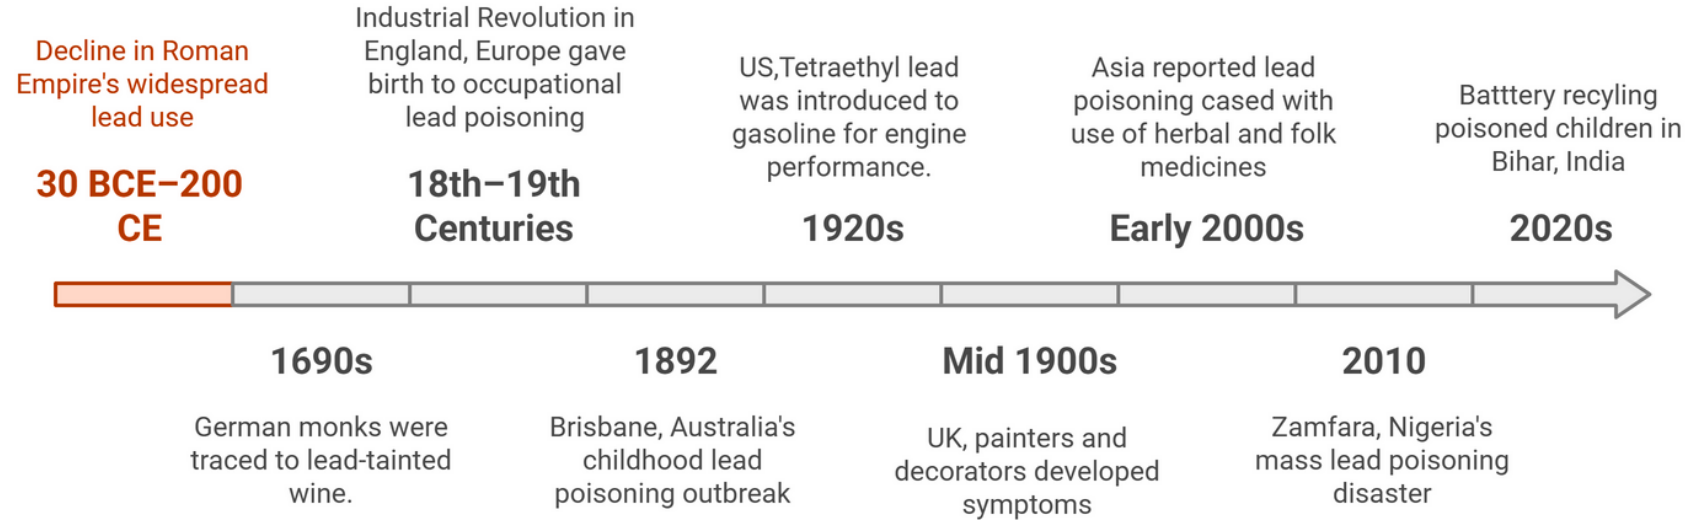 Decline in Roman
Empire's widespread
lead use
30 BCE–200
CE
Industrial Revolution in
England, Europe gave
birth to occupational
lead poisoning
18th–19th
Centuries
US,Tetraethyl lead
was introduced to
gasoline for engine
performance.
1920s
Asia reported lead
poisoning cased with
use of herbal and folk
medicines
Early 2000s
Batttery recyling
poisoned children in
Bihar, India
2020s
1690s
German monks were
traced to lead-tainted
wine.
1892
Brisbane, Australia's
childhood lead
poisoning outbreak
Mid 1900s
UK, painters and
decorators developed
symptoms
2010
Zamfara, Nigeria's
mass lead poisoning
disaster